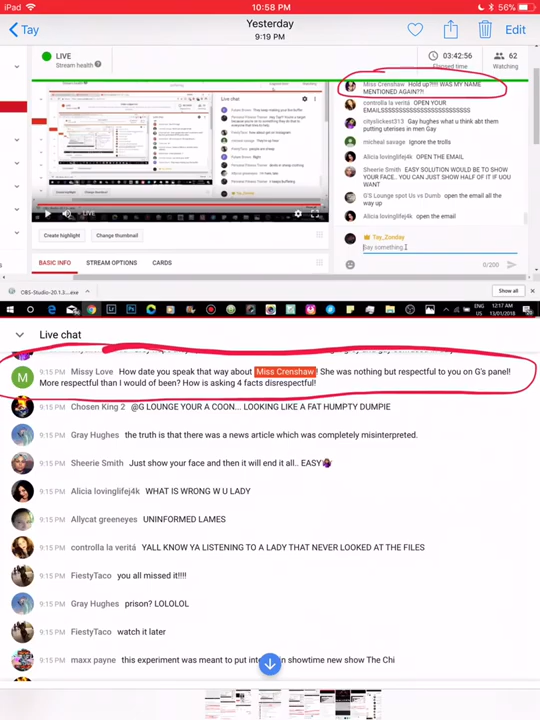 iPad
10:58 PM
56%
Tay
Yesterday
9:19 PM
Edit
LIVE
Stream health
03:42:56
Elapsed time
62
Watching
Live chat
LIVE
Create highlight
Change thumbnail
BASIC INFO
STREAM OPTIONS
CARDS
Miss Crenshaw Hold up?!!!! WAS MY NAME
MENTIONED AGAIN??!
controlla la verità OPEN YOUR
cityslickest313 Gay hughes what u think abt them
putting uterises in men Gay
micheal savage Ignore the trolls
Alicia lovinglifej4k OPEN THE EMAIL
Sheerie Smith EASY SOLUTION WOULD BE TO SHOW
YOUR FACE...YOU CAN JUST SHOW HALF OF IT IF UOU
WANT
G'S Lounge spot Us vs Dumb open the email all the
way up
Alicia lovinglifej4k open the email
Tay_Zonday
Say something...
0/200
OBS-Studio-20.1.3....exe
Show all
ENG
US
12:17 AM
13/01/2018
Live chat
M
9:15 PM Missy Love How date you speak that way about Miss Crenshaw! She was nothing but respectful to you on G's panel!
More respectful than I would of been? How is asking 4 facts disrespectful!
9:15 PM Chosen King 2 @G LOUNGE YOUR A COON... LOOKING LIKE A FAT HUMPTY DUMPIE
9:15 PM Gray Hughes the truth is that there was a news article which was completely misinterpreted.
9:15 PM Sheerie Smith Just show your face and then it will end it all.. EASY
9:15 PM Alicia lovinglifej4k WHAT IS WRONG W U LADY
9:15 PM Allycat greeneyes UNINFORMED LAMES
9:15 PM controlla la verità YALL KNOW YA LISTENING TO A LADY THAT NEVER LOOKED AT THE FILES
9:15 PM FiestyTaco you all missed it!!!!
9:15 PM Gray Hughes prison? LOLOLOL
9:15 PM FiestyTaco watch it later
9:15 PM maxx payne this experiment was meant to put in showtime new show The Chi